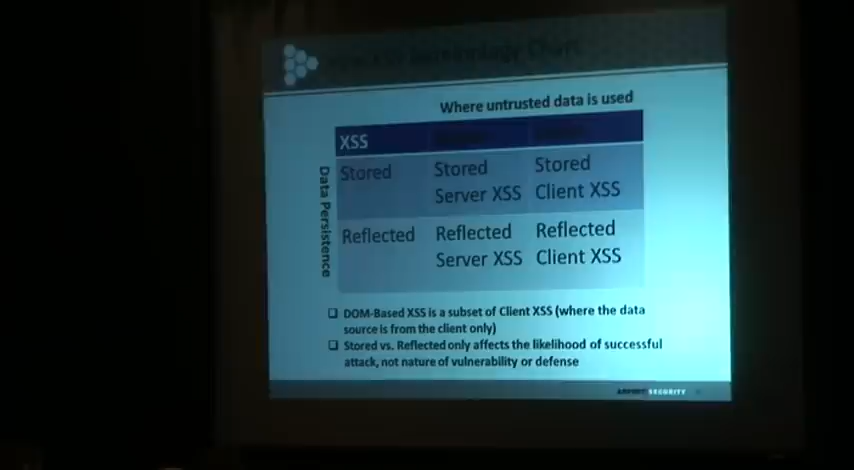 Where untrusted data is used
XSS
Data Persistence
Stored
Stored
Server XSS
Stored
Client XSS
Reflected
Reflected
Server XSS
Reflected
Client XSS
❑ DOM-Based XSS is a subset of Client XSS (where the data
source is from the client only)
❑ Stored vs. Reflected only affects the likelihood of successful
attack, not nature of vulnerability or defense
SECURITY